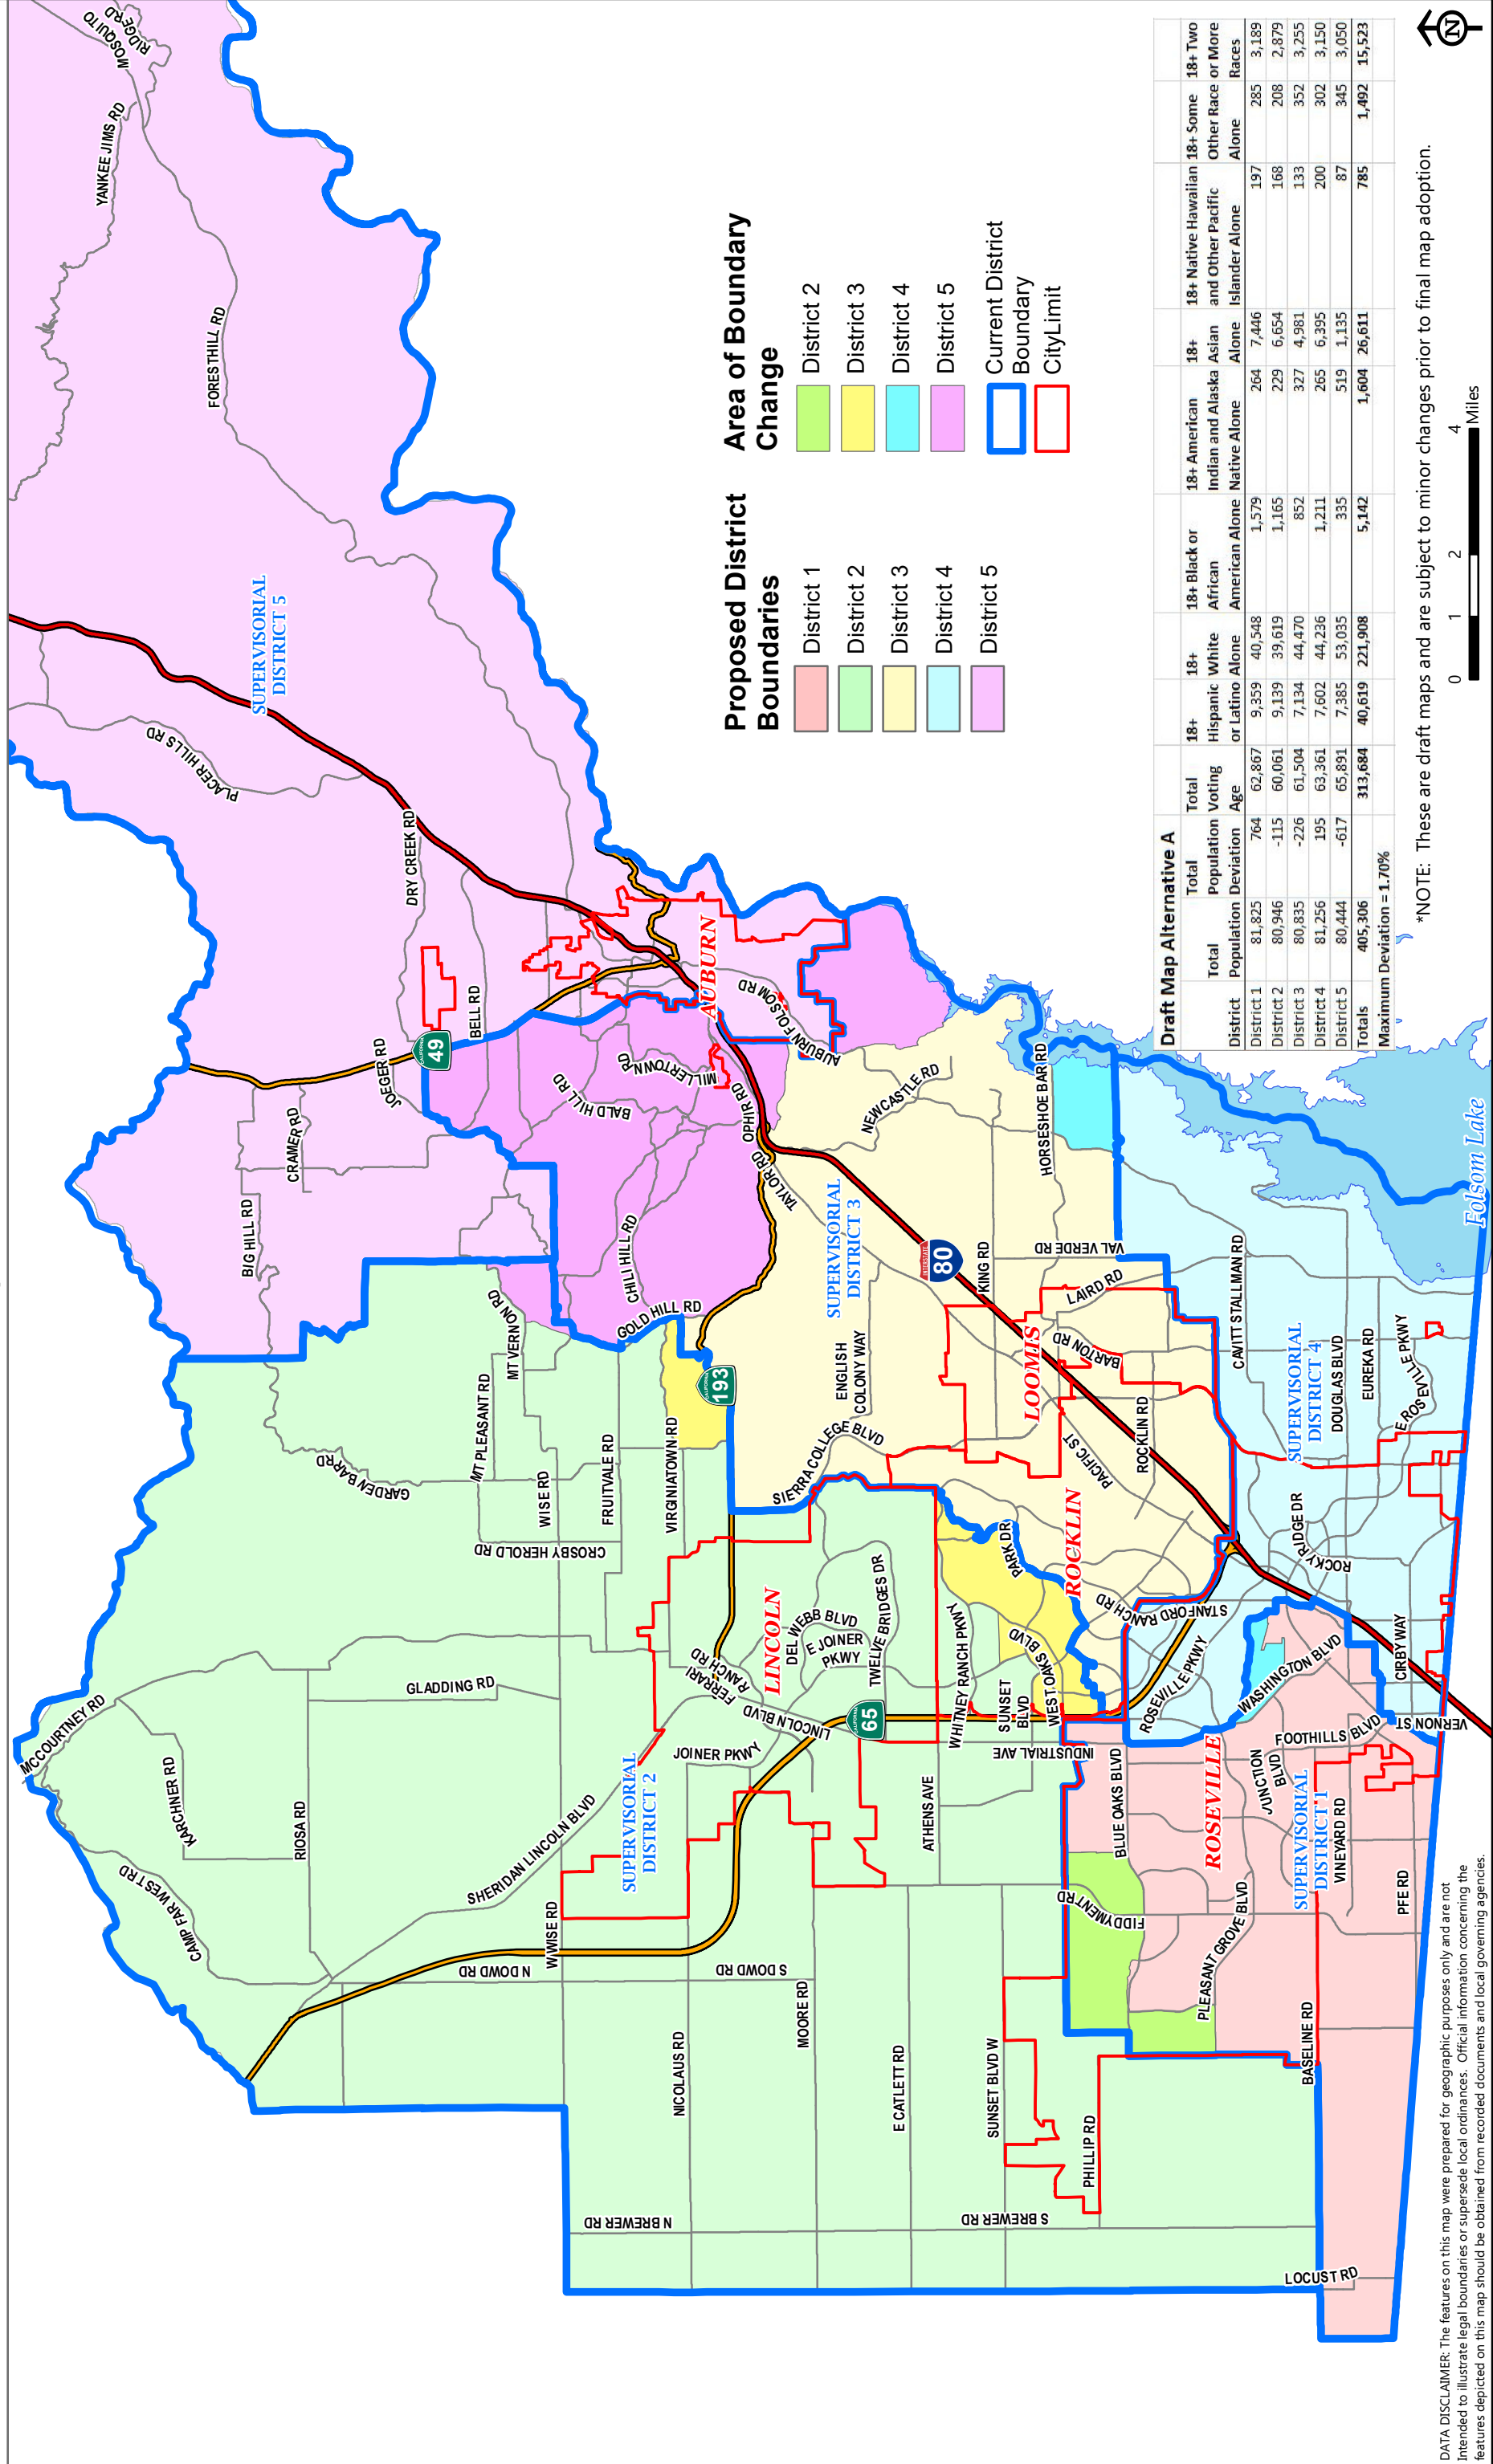 MOSQUITO
RIDGE RD
YANKEE JIMS RD
FORESTHILL RD
SUPERVISORIAL
DISTRICT 5
PLACER HILLS RD
DRY CREEK RD
BELL RD
JOEGER RD
CALIFORNIA
49
CRAMER RD
BIG HILL RD
AUBURN
AUBURN FOLSOM RD
MILLERTOWN RD
BALD HILL RD
OPHIR RD
CHILI HILL RD
GOLD HILL RD
TAYLOR RD
NEWCASTLE RD
HORSESHOE BAR RD
MT VERNON RD
MT PLEASANT RD
GARDEN BAR RD
WISE RD
FRUITVALE RD
VIRGINIATOWN RD
CROSBY HEROLD RD
CALIFORNIA
193
SUPERVISORIAL
DISTRICT 3
INTERSTATE
80
KING RD
VAL VERDE RD
LAIRD RD
BARTON RD
LOOMIS
ENGLISH
COLONY WAY
SIERRA COLLEGE BLVD
PACIFIC ST
ROCKLIN RD
ROCKLIN
PARK DR
STANFORD RANCH RD
CAVITT STALLMAN RD
SUPERVISORIAL
DISTRICT 4
DOUGLAS BLVD
EUREKA RD
E ROSEVILLE PKWY
ROCKY RIDGE DR
CIRBY WAY
Folsom Lake
MCCOURTNEY RD
GLADDING RD
KARCHNER RD
RIOSA RD
CAMP FAR WEST RD
SHERIDAN LINCOLN BLVD
SUPERVISORIAL
DISTRICT 2
W WISE RD
N DOWD RD
S DOWD RD
NICOLAUS RD
MOORE RD
JOINER PKWY
LINCOLN BLVD
FERRARI
RANCH RD
LINCOLN
DEL WEBB BLVD
E JOINER
PKWY
TWELVE BRIDGES DR
CALIFORNIA
65
WHITNEY RANCH PKWY
SUNSET
BLVD
WEST OAKS BLVD
INDUSTRIAL AVE
ATHENS AVE
E CATLETT RD
SUNSET BLVD W
PHILLIP RD
N BREWER RD
S BREWER RD
LOCUST RD
FIDDYMENT RD
BLUE OAKS BLVD
ROSEVILLE PKWY
WASHINGTON BLVD
FOOTHILLS BLVD
VERNON ST
JUNCTION
BLVD
ROSEVILLE
SUPERVISORIAL
DISTRICT 1
VINEYARD RD
PLEASANT GROVE BLVD
BASELINE RD
PFE RD
Proposed District
Boundaries
District 1
District 2
District 3
District 4
District 5
Area of Boundary
Change
District 2
District 3
District 4
District 5
Current District
Boundary
CityLimit
Draft Map Alternative A
District | Total Population | Total Population Deviation | Total Voting Age | 18+ Hispanic or Latino | 18+ White Alone | 18+ Black or African American Alone | 18+ American Indian and Alaska Native Alone | 18+ Asian Alone | 18+ Native Hawaiian and Other Pacific Islander Alone | 18+ Some Other Race Alone | 18+ Two or More Races
District 1 81,825 764 62,867 9,359 40,548 1,579 264 7,446 197 285 3,189
District 2 80,946 -115 60,061 9,139 39,619 1,165 229 6,654 168 208 2,879
District 3 80,835 -226 61,504 7,134 44,470 852 327 4,981 133 352 3,255
District 4 81,256 195 63,361 7,602 44,236 1,211 265 6,395 200 302 3,150
District 5 80,444 -617 65,891 7,385 53,035 335 519 1,135 87 345 3,050
Totals 405,306 313,684 40,619 221,908 5,142 1,604 26,611 785 1,492 15,523
Maximum Deviation = 1.70%
*NOTE: These are draft maps and are subject to minor changes prior to final map adoption.
0 1 2 4
Miles
N
DATA DISCLAIMER: The features on this map were prepared for geographic purposes only and are not
Intended to illustrate legal boundaries or supersede local ordinances. Official information concerning the
features depicted on this map should be obtained from recorded documents and local governing agencies.